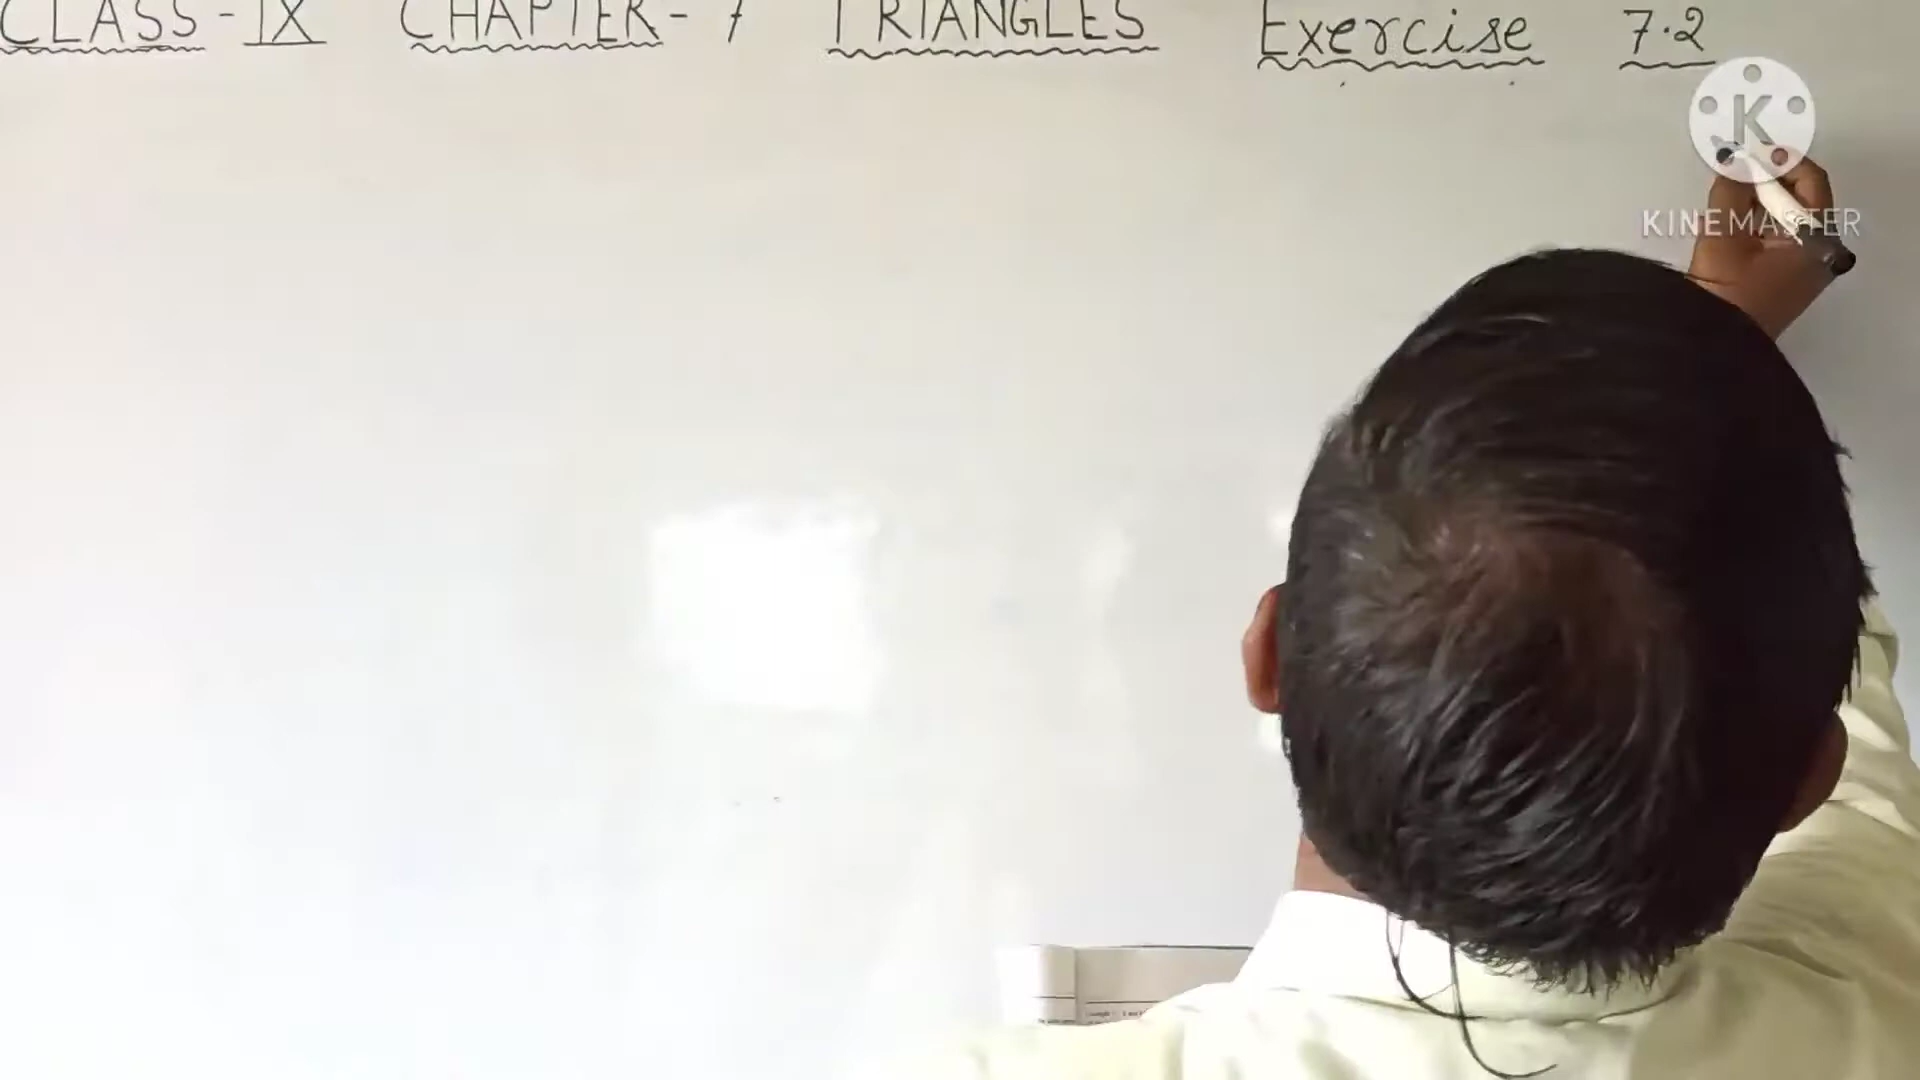 CLASS - IX CHAPTER - 7 TRIANGLES Exercise 7.2
K
KINEMASTER